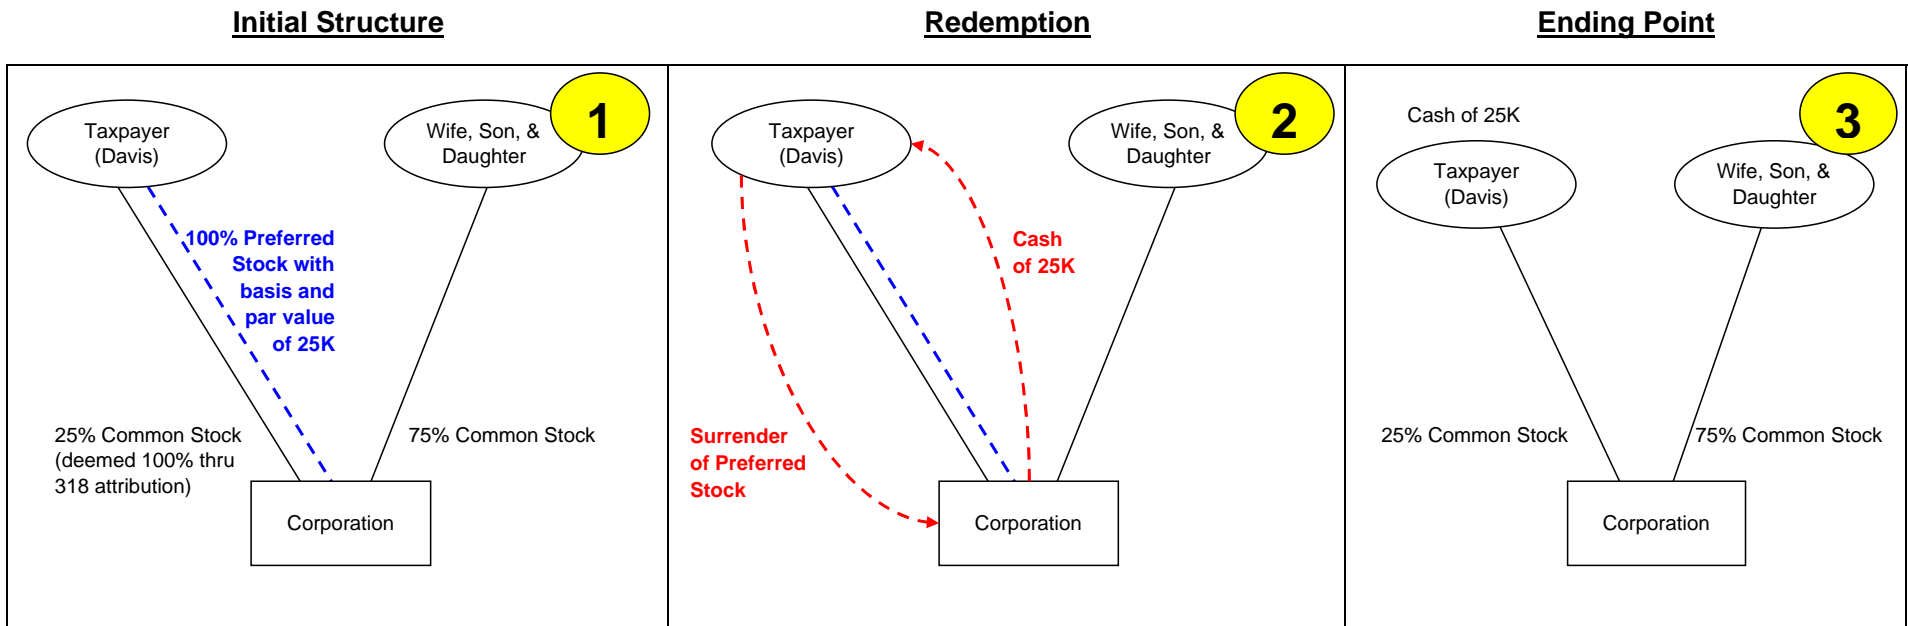 Initial Structure
Redemption
Ending Point
Taxpayer
(Davis)
Wife, Son, &
Daughter
1
100% Preferred
Stock with
basis and
par value
of 25K
25% Common Stock
(deemed 100% thru
318 attribution)
75% Common Stock
Corporation
Taxpayer
(Davis)
Wife, Son, &
Daughter
2
Cash
of 25K
Surrender
of Preferred
Stock
Corporation
Cash of 25K
3
Taxpayer
(Davis)
Wife, Son, &
Daughter
25% Common Stock
75% Common Stock
Corporation